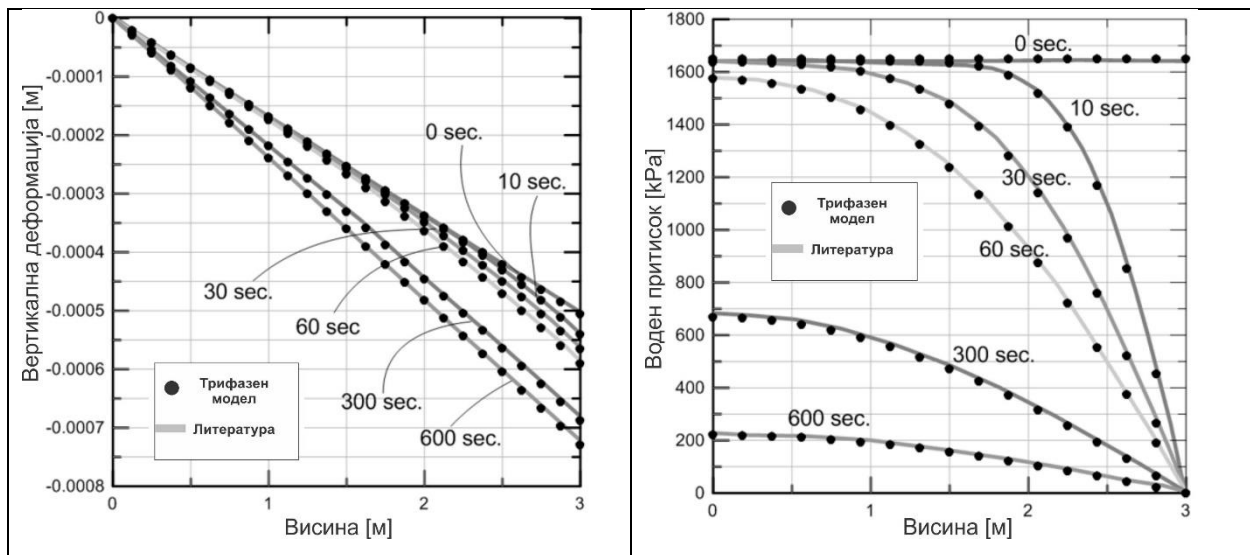 0
-0.0001
-0.0002
-0.0003
-0.0004
-0.0005
-0.0006
-0.0007
-0.0008
Вертикална деформација [м]
0 sec.
10 sec.
30 sec.
60 sec
300 sec.
600 sec.
Трифазен
модел
Литература
0
1
2
3
Висина [м]
1800
1600
1400
1200
1000
800
600
400
200
0
Воден притисок [kPa]
0 sec.
10 sec.
30 sec.
60 sec.
300 sec.
600 sec.
Трифазен
модел
Литература
0
1
2
3
Висина [м]